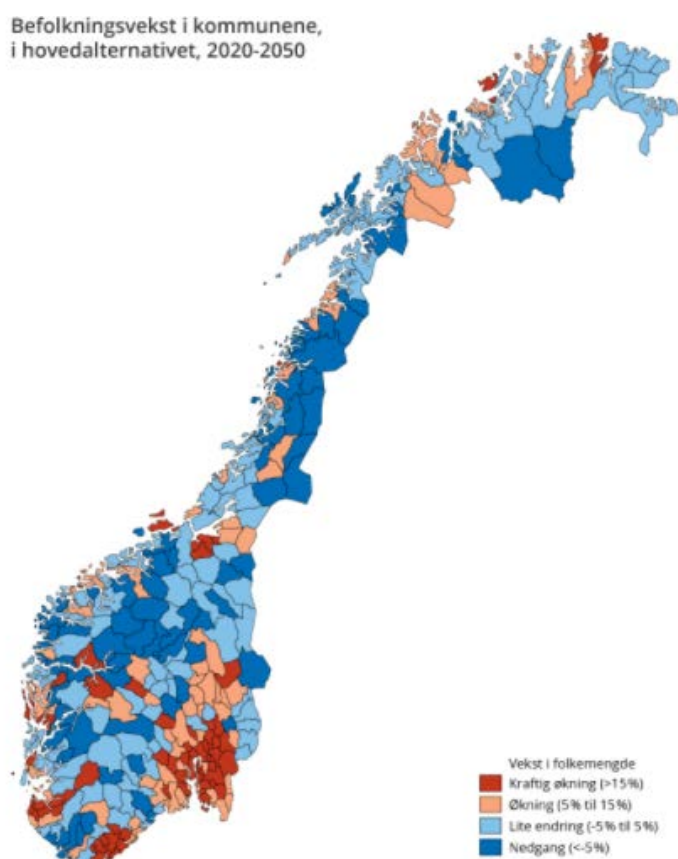 Befolkningsvekst i kommunene,
i hovedalternativet, 2020-2050
Vekst i folkemengde
Kraftig økning (>15%)
Økning (5% til 15%)
Lite endring (-5% til 5%)
Nedgang (<-5%)